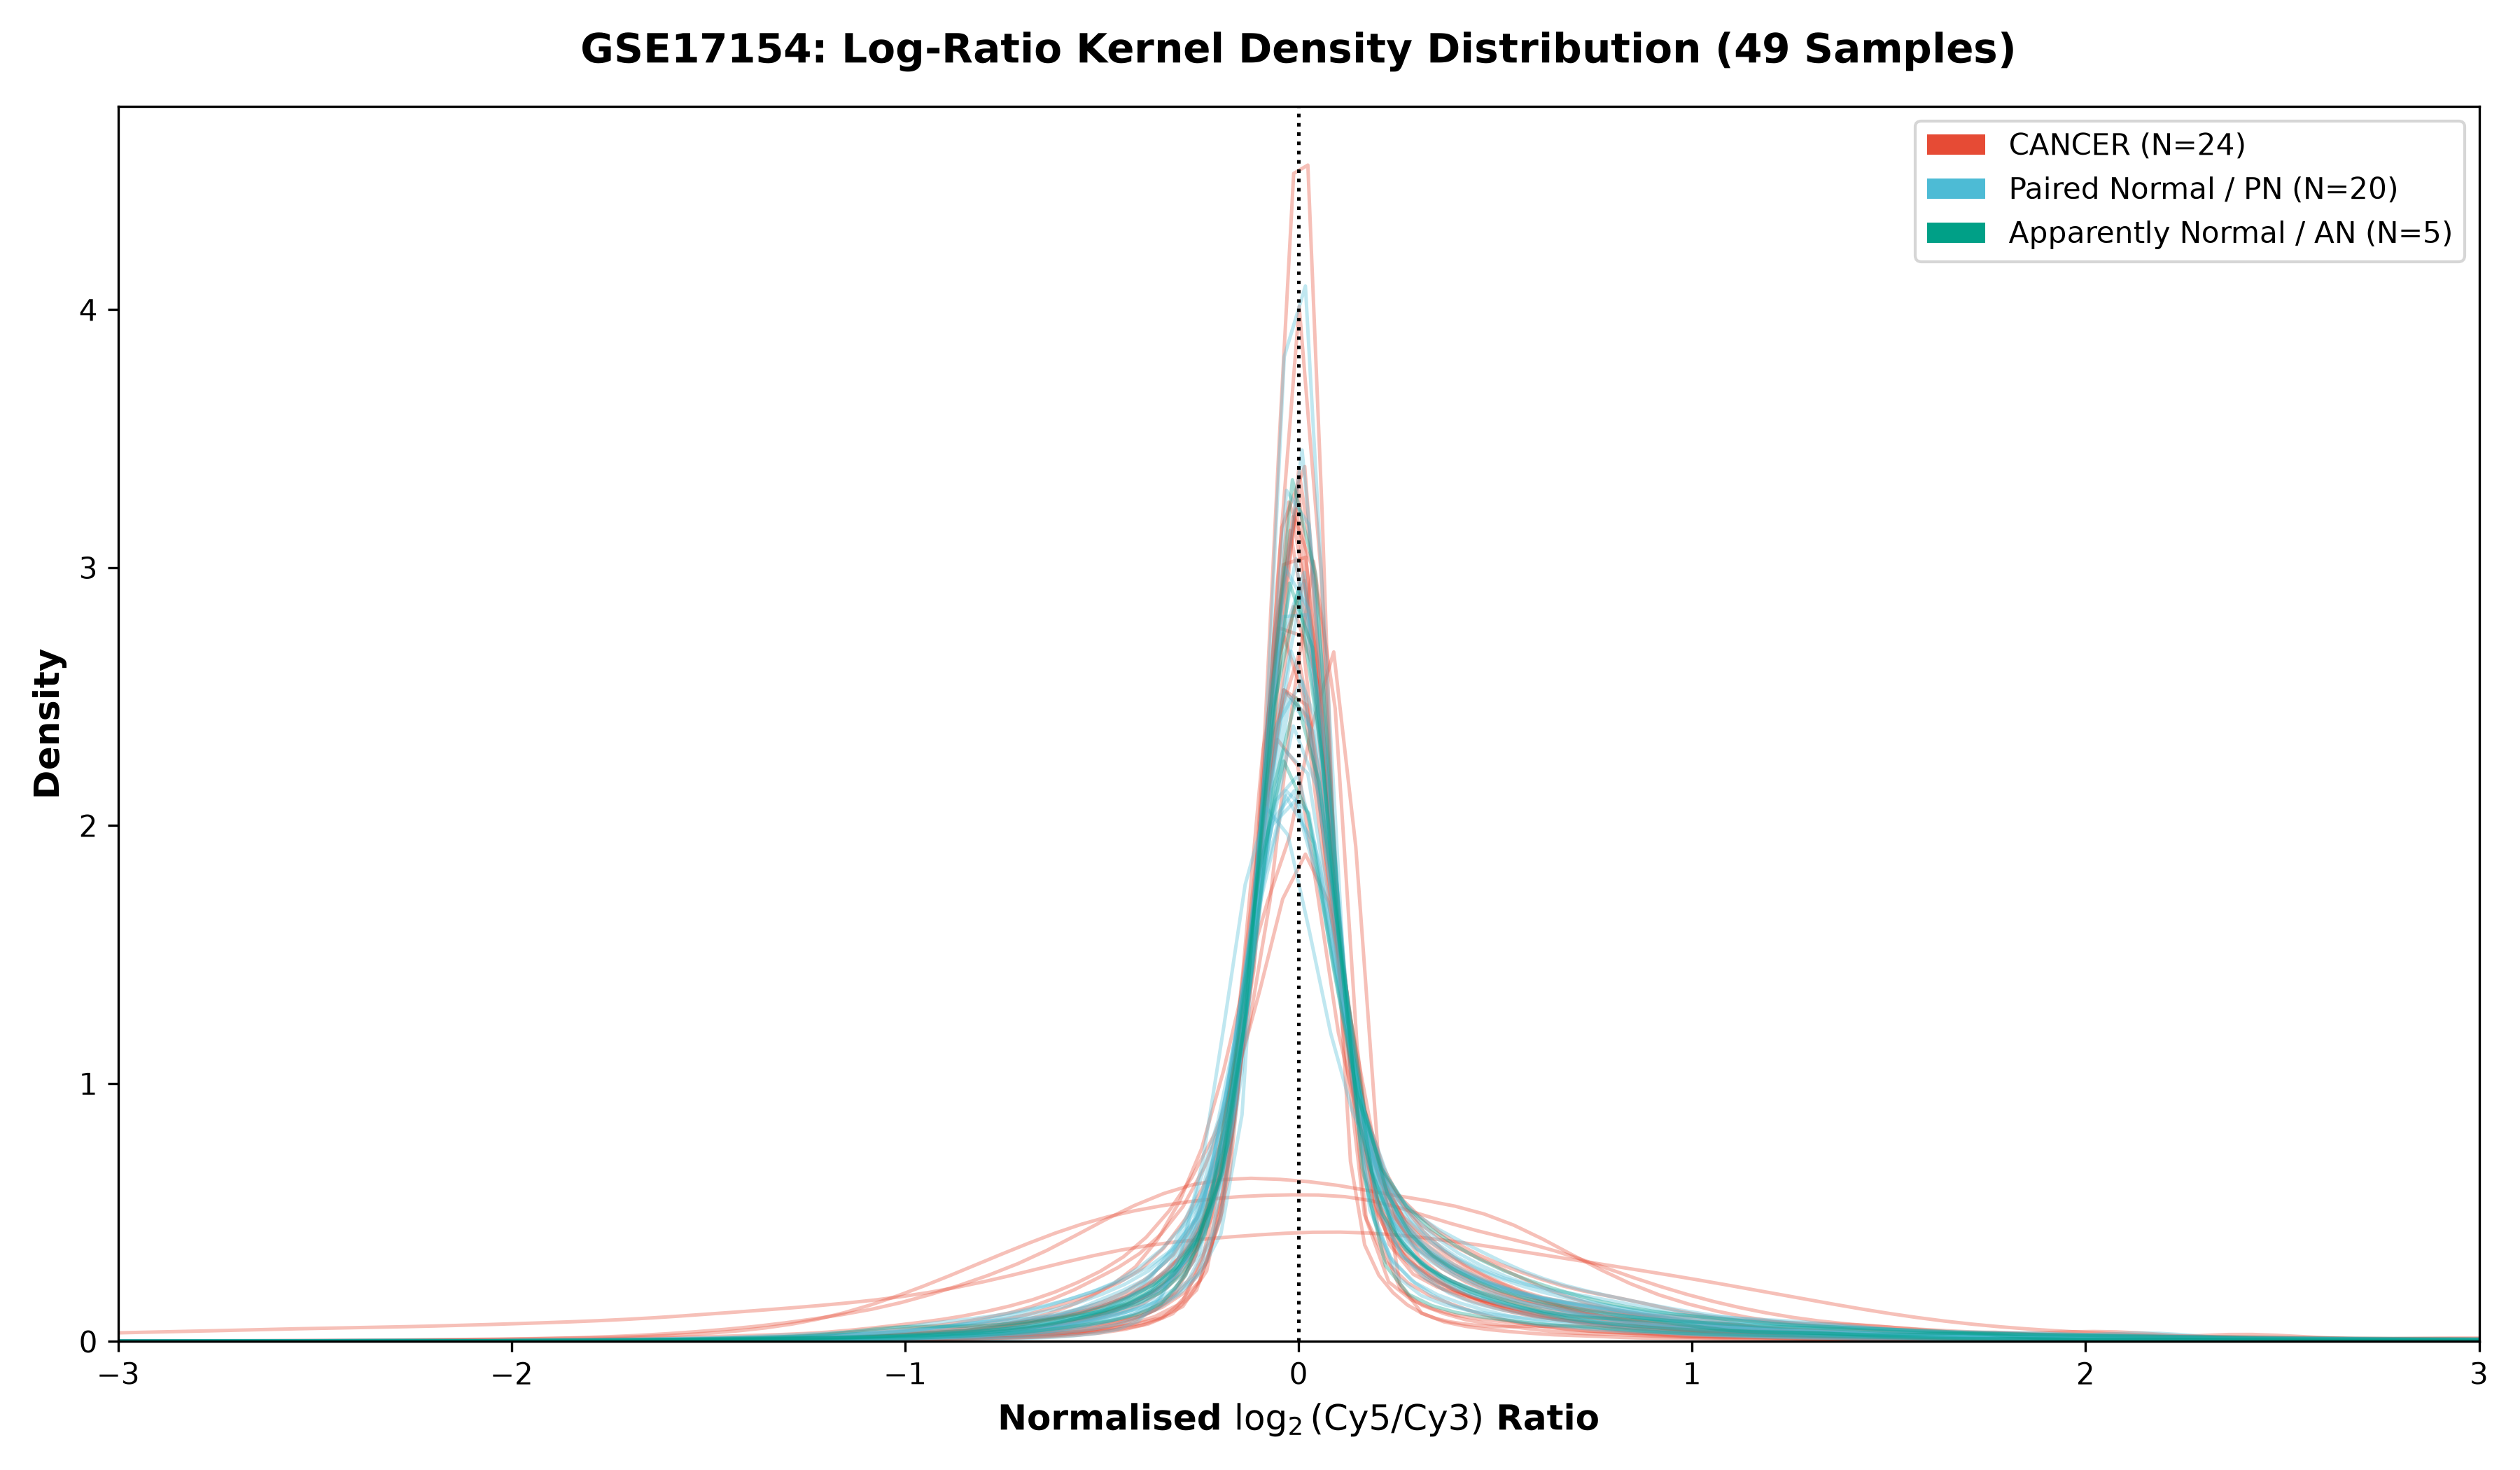 GSE17154: Log-Ratio Kernel Density Distribution (49 Samples)
CANCER (N=24)
Paired Normal / PN (N=20)
Apparently Normal / AN (N=5)
Density
4
3
2
1
0
−3 −2 −1 0 1 2 3
Normalised log₂ (Cy5/Cy3) Ratio